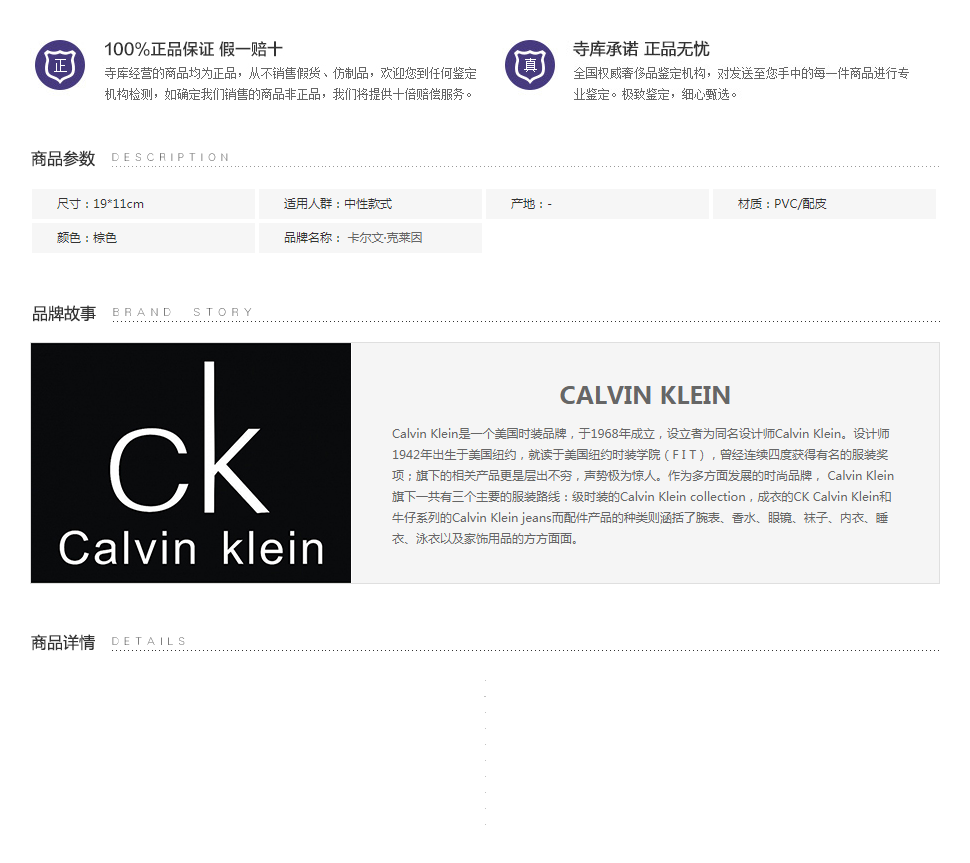 正
100%正品保证 假一赔十
寺库经营的商品均为正品，从不销售假货、仿制品，欢迎您到任何鉴定
机构检测，如确定我们销售的商品非正品，我们将提供十倍赔偿服务。
真
寺库承诺 正品无忧
全国权威奢侈品鉴定机构，对发送至您手中的每一件商品进行专
业鉴定。极致鉴定，细心甄选。
商品参数 DESCRIPTION
尺寸：19*11cm 适用人群：中性款式 产地：- 材质：PVC/配皮
颜色：棕色 品牌名称： 卡尔文·克莱因
品牌故事 BRAND STORY
ck
Calvin klein
CALVIN KLEIN
Calvin Klein是一个美国时装品牌，于1968年成立，设立者为同名设计师Calvin Klein。设计师
1942年出生于美国纽约，就读于美国纽约时装学院（F I T），曾经连续四度获得有名的服装奖
项；旗下的相关产品更是层出不穷，声势极为惊人。作为多方面发展的时尚品牌， Calvin Klein
旗下一共有三个主要的服装路线：级时装的Calvin Klein collection，成衣的CK Calvin Klein和
牛仔系列的Calvin Klein jeans而配件产品的种类则涵括了腕表、香水、眼镜、袜子、内衣、睡
衣、泳衣以及家饰用品的方方面面。
商品详情 DETAILS